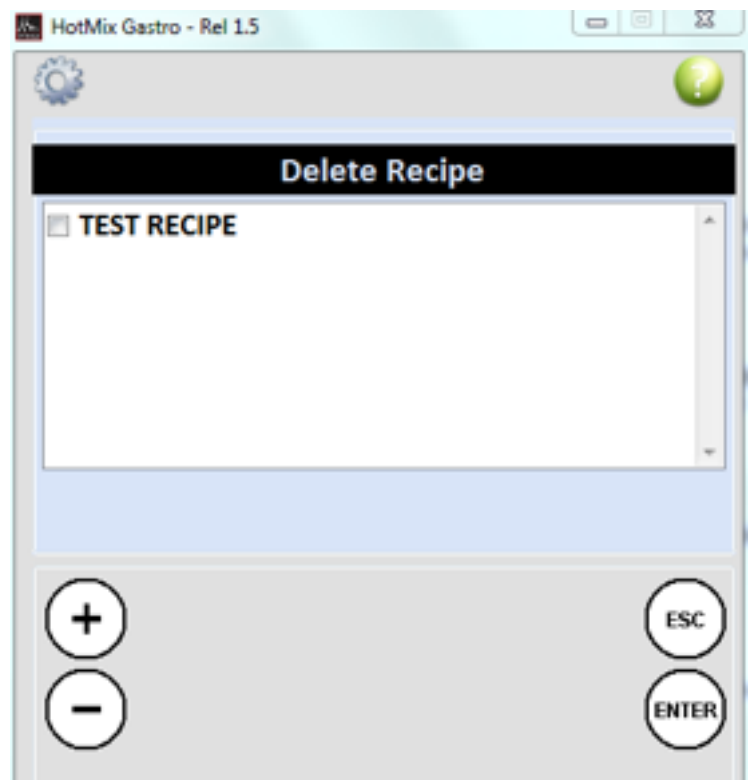 HotMix Gastro - Rel 1.5
?
Delete Recipe
TEST RECIPE
+
ESC
-
ENTER